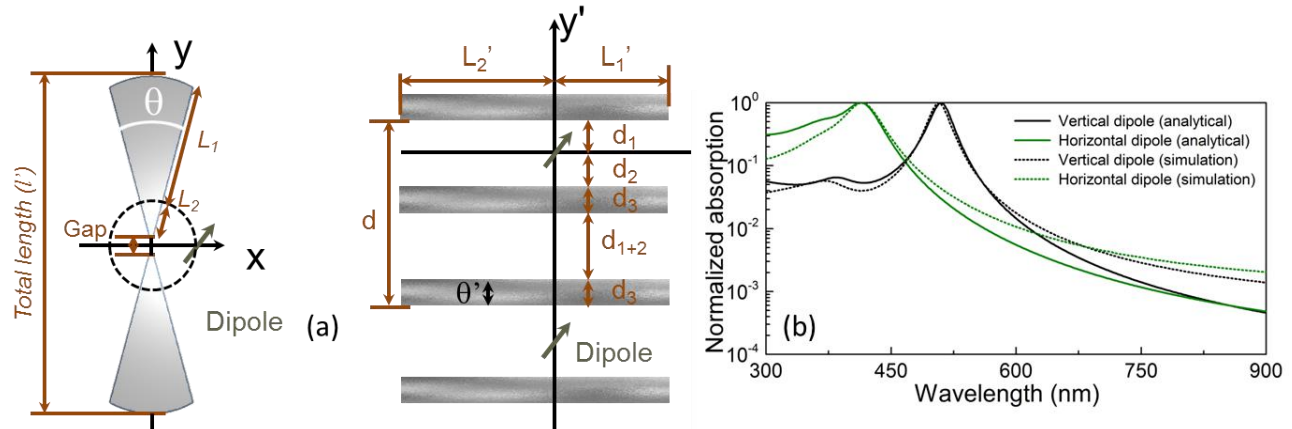 y
θ
L1
L2
Gap
x
Total length (l')
Dipole
(a)
y'
L2’
L1’
d1
d2
d
d3
d1+2
θ’
d3
Dipole
Normalized absorption
10^0
10^-1
10^-2
10^-3
10^-4
Vertical dipole (analytical)
Horizontal dipole (analytical)
Vertical dipole (simulation)
Horizontal dipole (simulation)
(b)
300 450 600 750 900
Wavelength (nm)